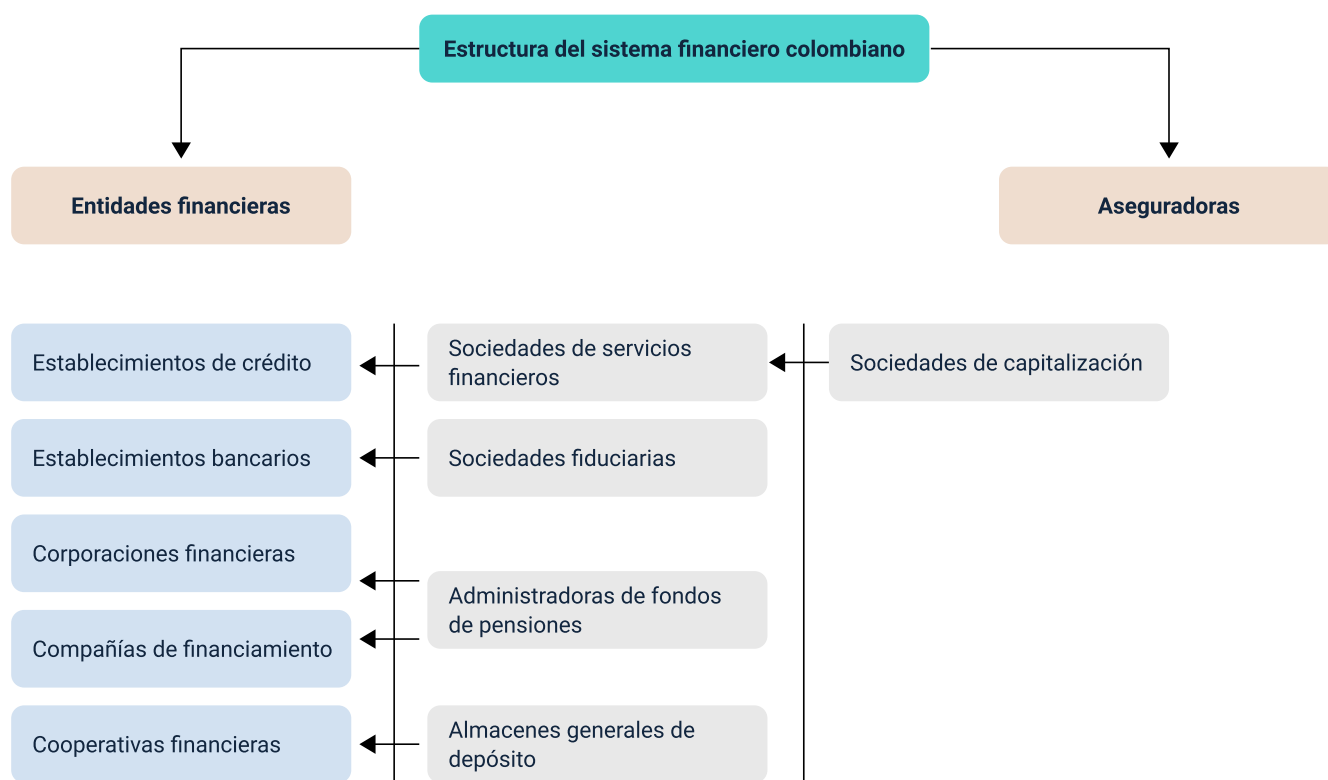 Estructura del sistema financiero colombiano
Entidades financieras
Aseguradoras
Establecimientos de crédito
Sociedades de servicios
financieros
Sociedades de capitalización
Establecimientos bancarios
Sociedades fiduciarias
Corporaciones financieras
Administradoras de fondos
de pensiones
Compañías de financiamiento
Cooperativas financieras
Almacenes generales de
depósito